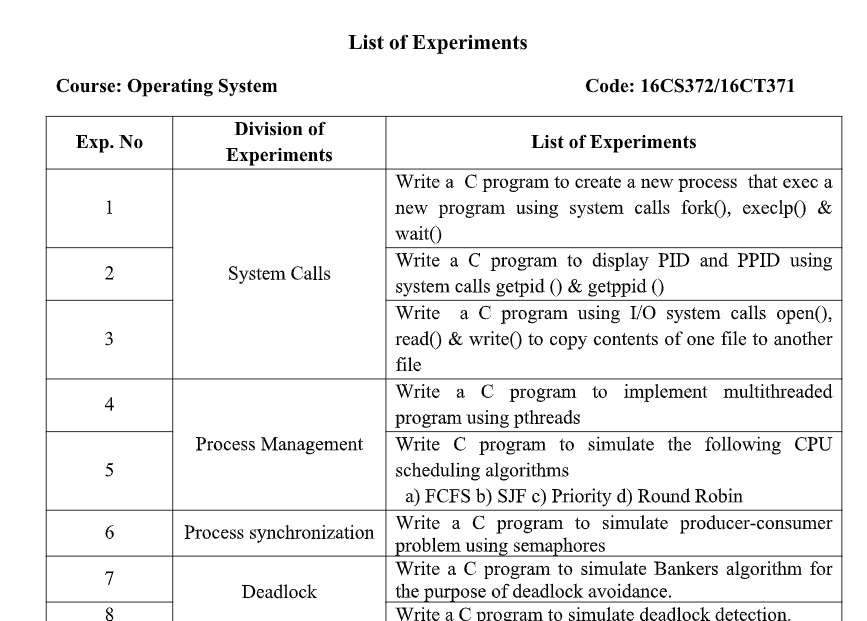 List of Experiments
Course: Operating System Code: 16CS372/16CT371
Exp. No
Division of
Experiments
List of Experiments
1
System Calls
Write a C program to create a new process that exec a
new program using system calls fork(), execlp() &
wait()
2
Write a C program to display PID and PPID using
system calls getpid () & getppid ()
3
Write a C program using I/O system calls open(),
read() & write() to copy contents of one file to another
file
4
Process Management
Write a C program to implement multithreaded
program using pthreads
5
Write C program to simulate the following CPU
scheduling algorithms
a) FCFS b) SJF c) Priority d) Round Robin
6
Process synchronization
Write a C program to simulate producer-consumer
problem using semaphores
7
Deadlock
Write a C program to simulate Bankers algorithm for
the purpose of deadlock avoidance.
8
Write a C program to simulate deadlock detection.